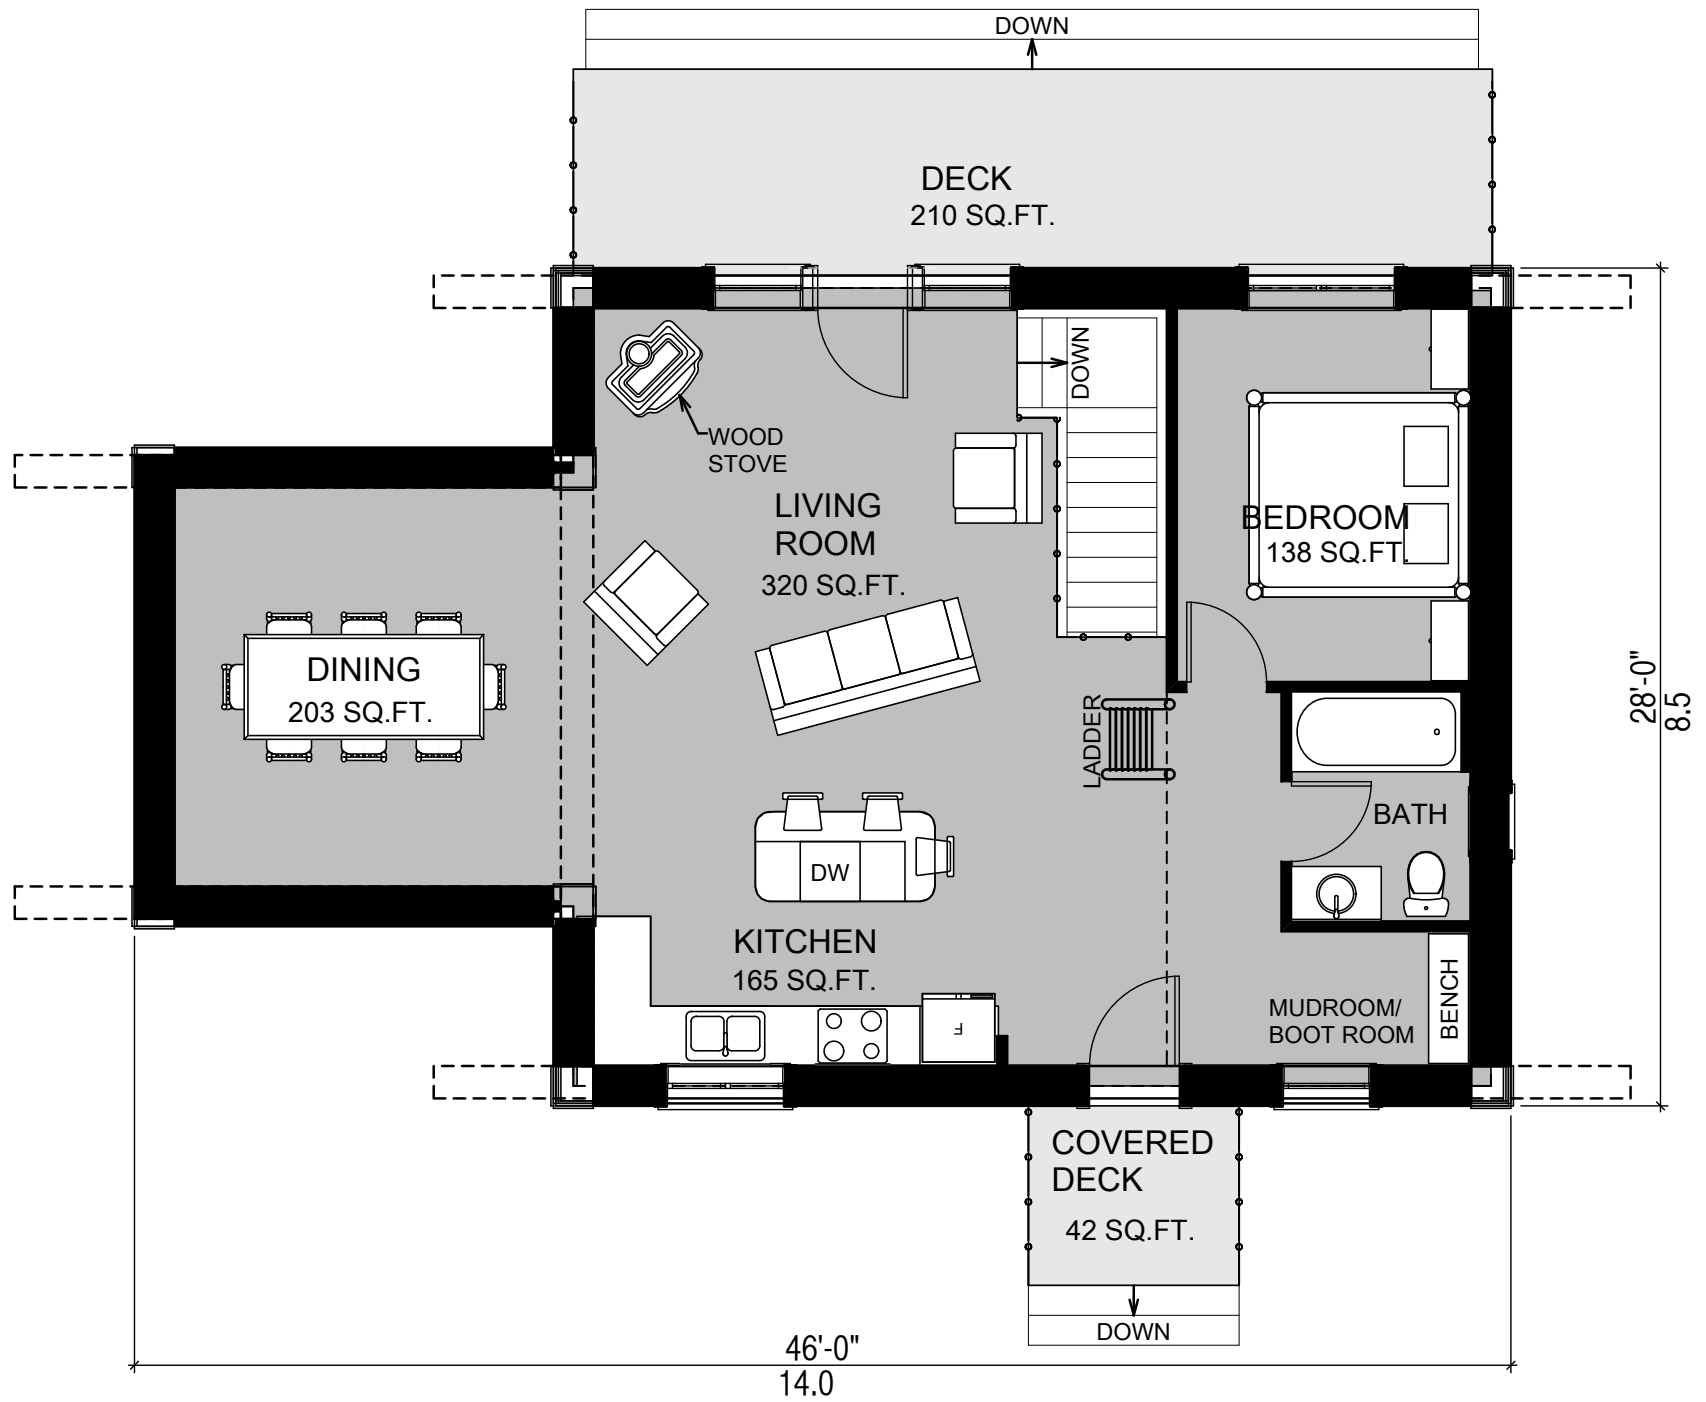 DOWN
DECK
210 SQ.FT.
DOWN
WOOD
STOVE
LIVING
ROOM
320 SQ.FT.
BEDROOM
138 SQ.FT.
DINING
203 SQ.FT.
LADDER
28'-0"
8.5
BATH
DW
KITCHEN
165 SQ.FT.
F
MUDROOM/
BOOT ROOM
BENCH
COVERED
DECK
42 SQ.FT.
DOWN
46'-0"
14.0